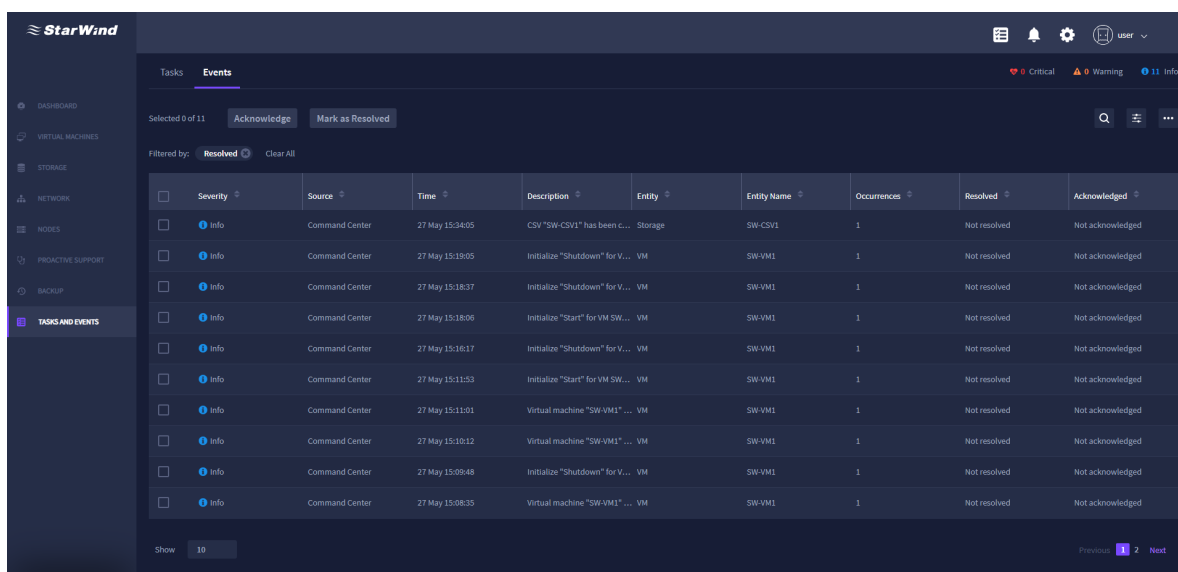 StarWind
user
Tasks Events 0 Critical 0 Warning 11 Info
DASHBOARD
Selected 0 of 11 Acknowledge Mark as Resolved
VIRTUAL MACHINES
Filtered by: Resolved Clear All
STORAGE
NETWORK
Severity Source Time Description Entity Entity Name Occurrences Resolved Acknowledged
NODES
Info Command Center 27 May 15:34:05 CSV "SW-CSV1" has been c... Storage SW-CSV1 1 Not resolved Not acknowledged
PROACTIVE SUPPORT
Info Command Center 27 May 15:19:05 Initialize "Shutdown" for V... VM SW-VM1 1 Not resolved Not acknowledged
BACKUP
Info Command Center 27 May 15:18:37 Initialize "Shutdown" for V... VM SW-VM1 1 Not resolved Not acknowledged
TASKS AND EVENTS
Info Command Center 27 May 15:18:06 Initialize "Start" for VM SW... VM SW-VM1 1 Not resolved Not acknowledged
Info Command Center 27 May 15:16:17 Initialize "Shutdown" for V... VM SW-VM1 1 Not resolved Not acknowledged
Info Command Center 27 May 15:11:53 Initialize "Start" for VM SW... VM SW-VM1 1 Not resolved Not acknowledged
Info Command Center 27 May 15:11:01 Virtual machine "SW-VM1" ... VM SW-VM1 1 Not resolved Not acknowledged
Info Command Center 27 May 15:10:12 Virtual machine "SW-VM1" ... VM SW-VM1 1 Not resolved Not acknowledged
Info Command Center 27 May 15:09:48 Initialize "Shutdown" for V... VM SW-VM1 1 Not resolved Not acknowledged
Info Command Center 27 May 15:08:35 Virtual machine "SW-VM1" ... VM SW-VM1 1 Not resolved Not acknowledged
Show 10 Previous 1 2 Next